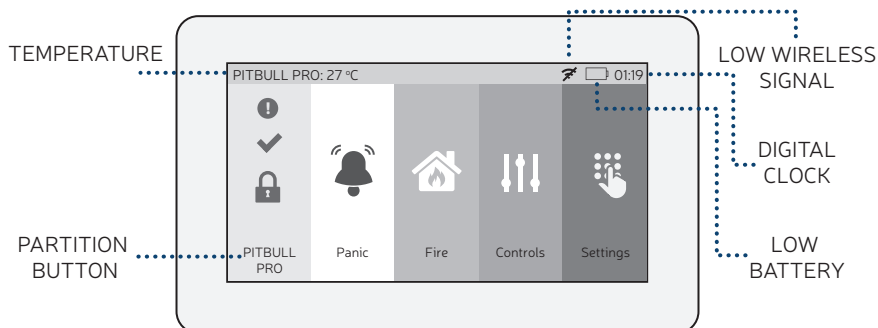 TEMPERATURE
LOW WIRELESS
SIGNAL
PITBULL PRO: 27 ºC
01:19
DIGITAL
CLOCK
PARTITION
BUTTON
PITBULL
PRO
Panic
Fire
Controls
Settings
LOW
BATTERY